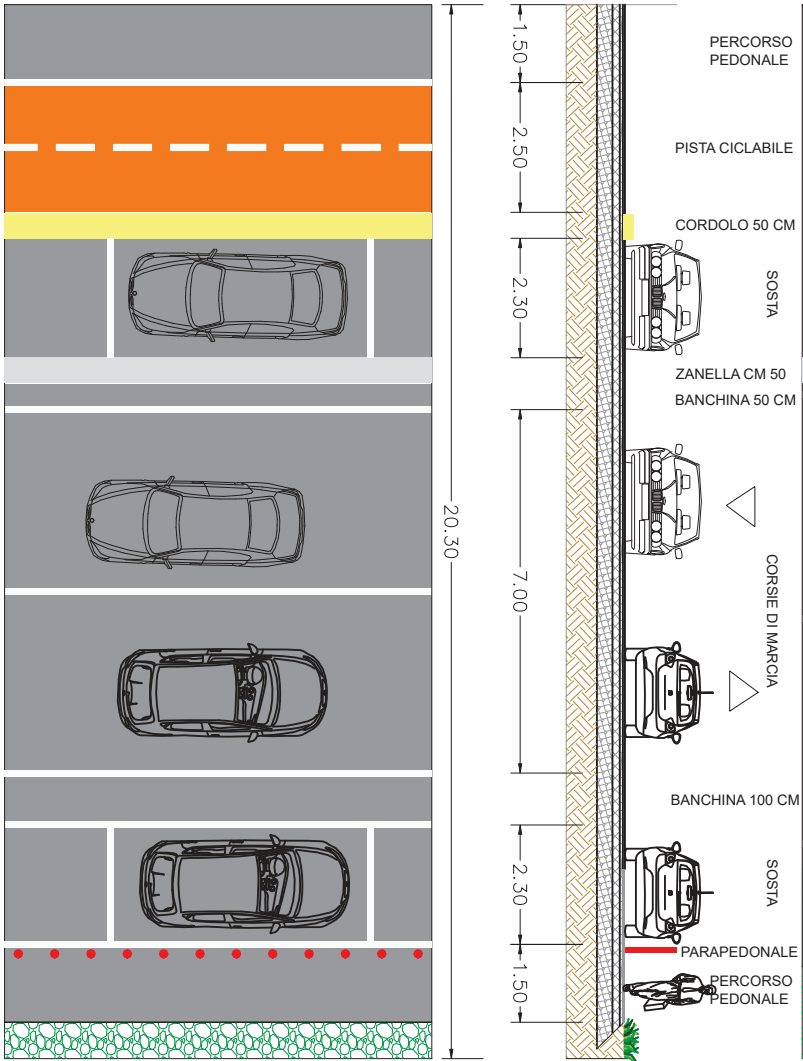 1.50
PERCORSO
PEDONALE
2.50
PISTA CICLABILE
CORDOLO 50 CM
2.30
SOSTA
ZANELLA CM 50
BANCHINA 50 CM
20.30
7.00
CORSIE DI MARCIA
BANCHINA 100 CM
2.30
SOSTA
PARAPEDONALE
1.50
PERCORSO
PEDONALE